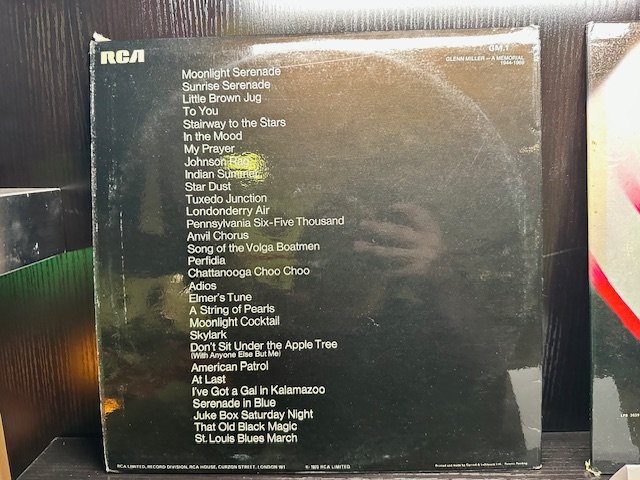 RCA
GM.1
GLENN MILLER – A MEMORIAL
1944-1969
Moonlight Serenade
Sunrise Serenade
Little Brown Jug
To You
Stairway to the Stars
In the Mood
My Prayer
Johnson Rag
Indian Summer
Star Dust
Tuxedo Junction
Londonderry Air
Pennsylvania Six-Five Thousand
Anvil Chorus
Song of the Volga Boatmen
Perfidia
Chattanooga Choo Choo
Adios
Elmer's Tune
A String of Pearls
Moonlight Cocktail
Skylark
Don't Sit Under the Apple Tree
(With Anyone Else But Me)
American Patrol
At Last
I've Got a Gal in Kalamazoo
Serenade in Blue
Juke Box Saturday Night
That Old Black Magic
St. Louis Blues March
RCA LIMITED, RECORD DIVISION, RCA HOUSE, CURZON STREET, LONDON W1
RCA LIMITED
Printed and made by